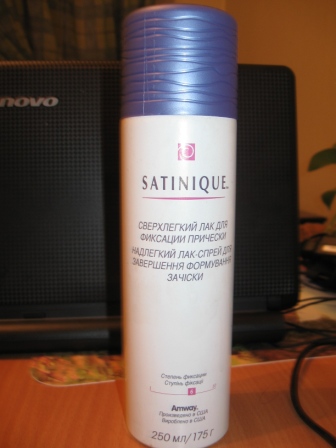 lenovo
SATINIQUE.
СВЕРХЛЕГКИЙ ЛАК ДЛЯ
ФИКСАЦИИ ПРИЧЕСКИ
НАДЛЕГКИЙ ЛАК-СПРЕЙ ДЛЯ
ЗАВЕРШЕННЯ ФОРМУВАННЯ
ЗАЧІСКИ
Степень фиксации
Ступінь фіксації
Amway.
Произведено в США
Вироблено в США
250 мл/175 г